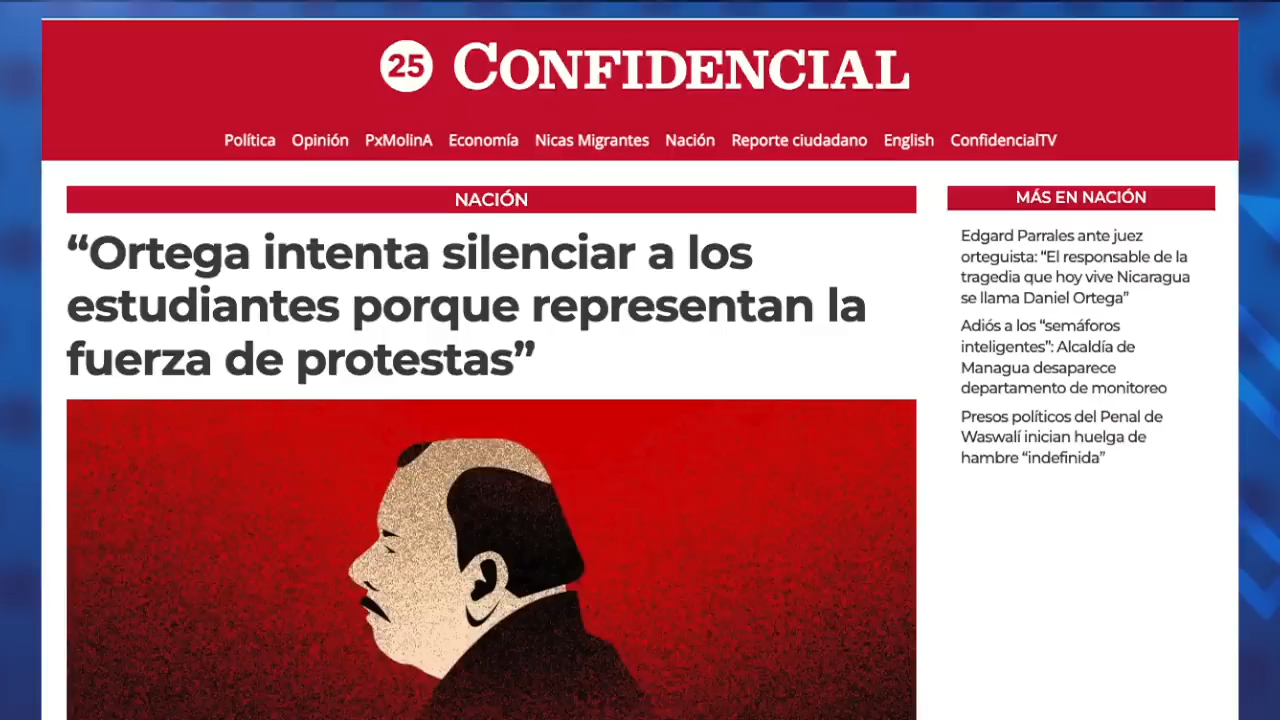 25 CONFIDENCIAL
Política Opinión PxMolinA Economía Nicas Migrantes Nación Reporte ciudadano English ConfidencialTV
NACIÓN
“Ortega intenta silenciar a los
estudiantes porque representan la
fuerza de protestas”
MÁS EN NACIÓN
Edgard Parrales ante juez
orteguista: “El responsable de la
tragedia que hoy vive Nicaragua
se llama Daniel Ortega”
Adiós a los “semáforos
inteligentes”: Alcaldía de
Managua desaparece
departamento de monitoreo
Presos políticos del Penal de
Waswalí inician huelga de
hambre “indefinida”